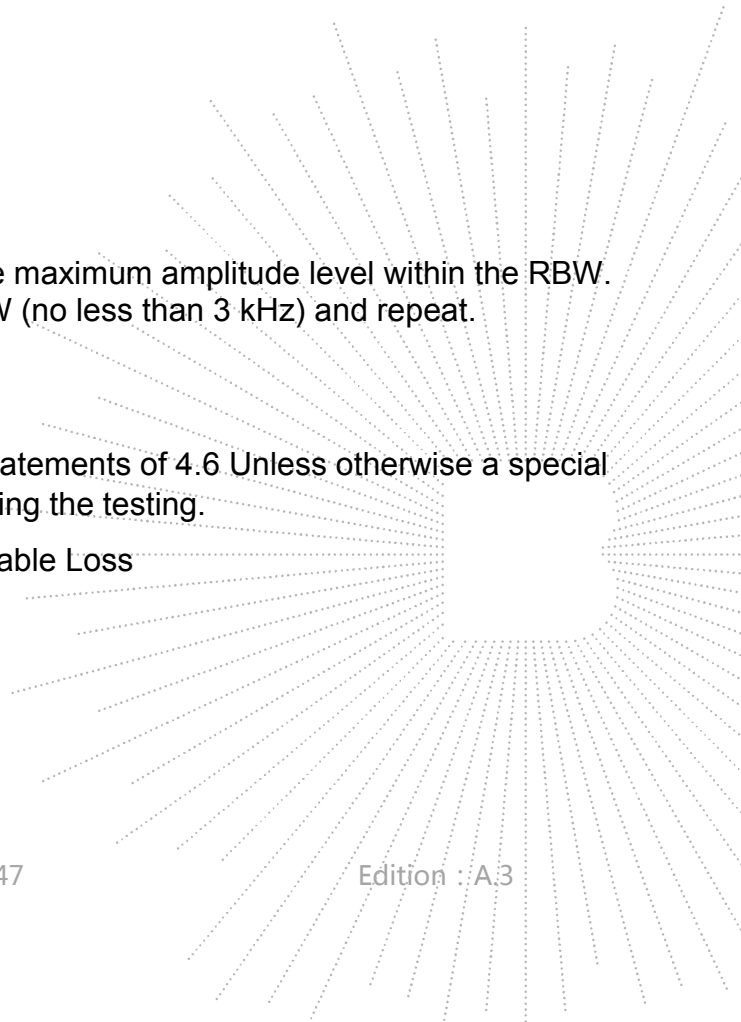 e maximum amplitude level within the RBW.
(no less than 3 kHz) and repeat.
atements of 4.6 Unless otherwise a special
ing the testing.
able Loss
47 Edition : A.3